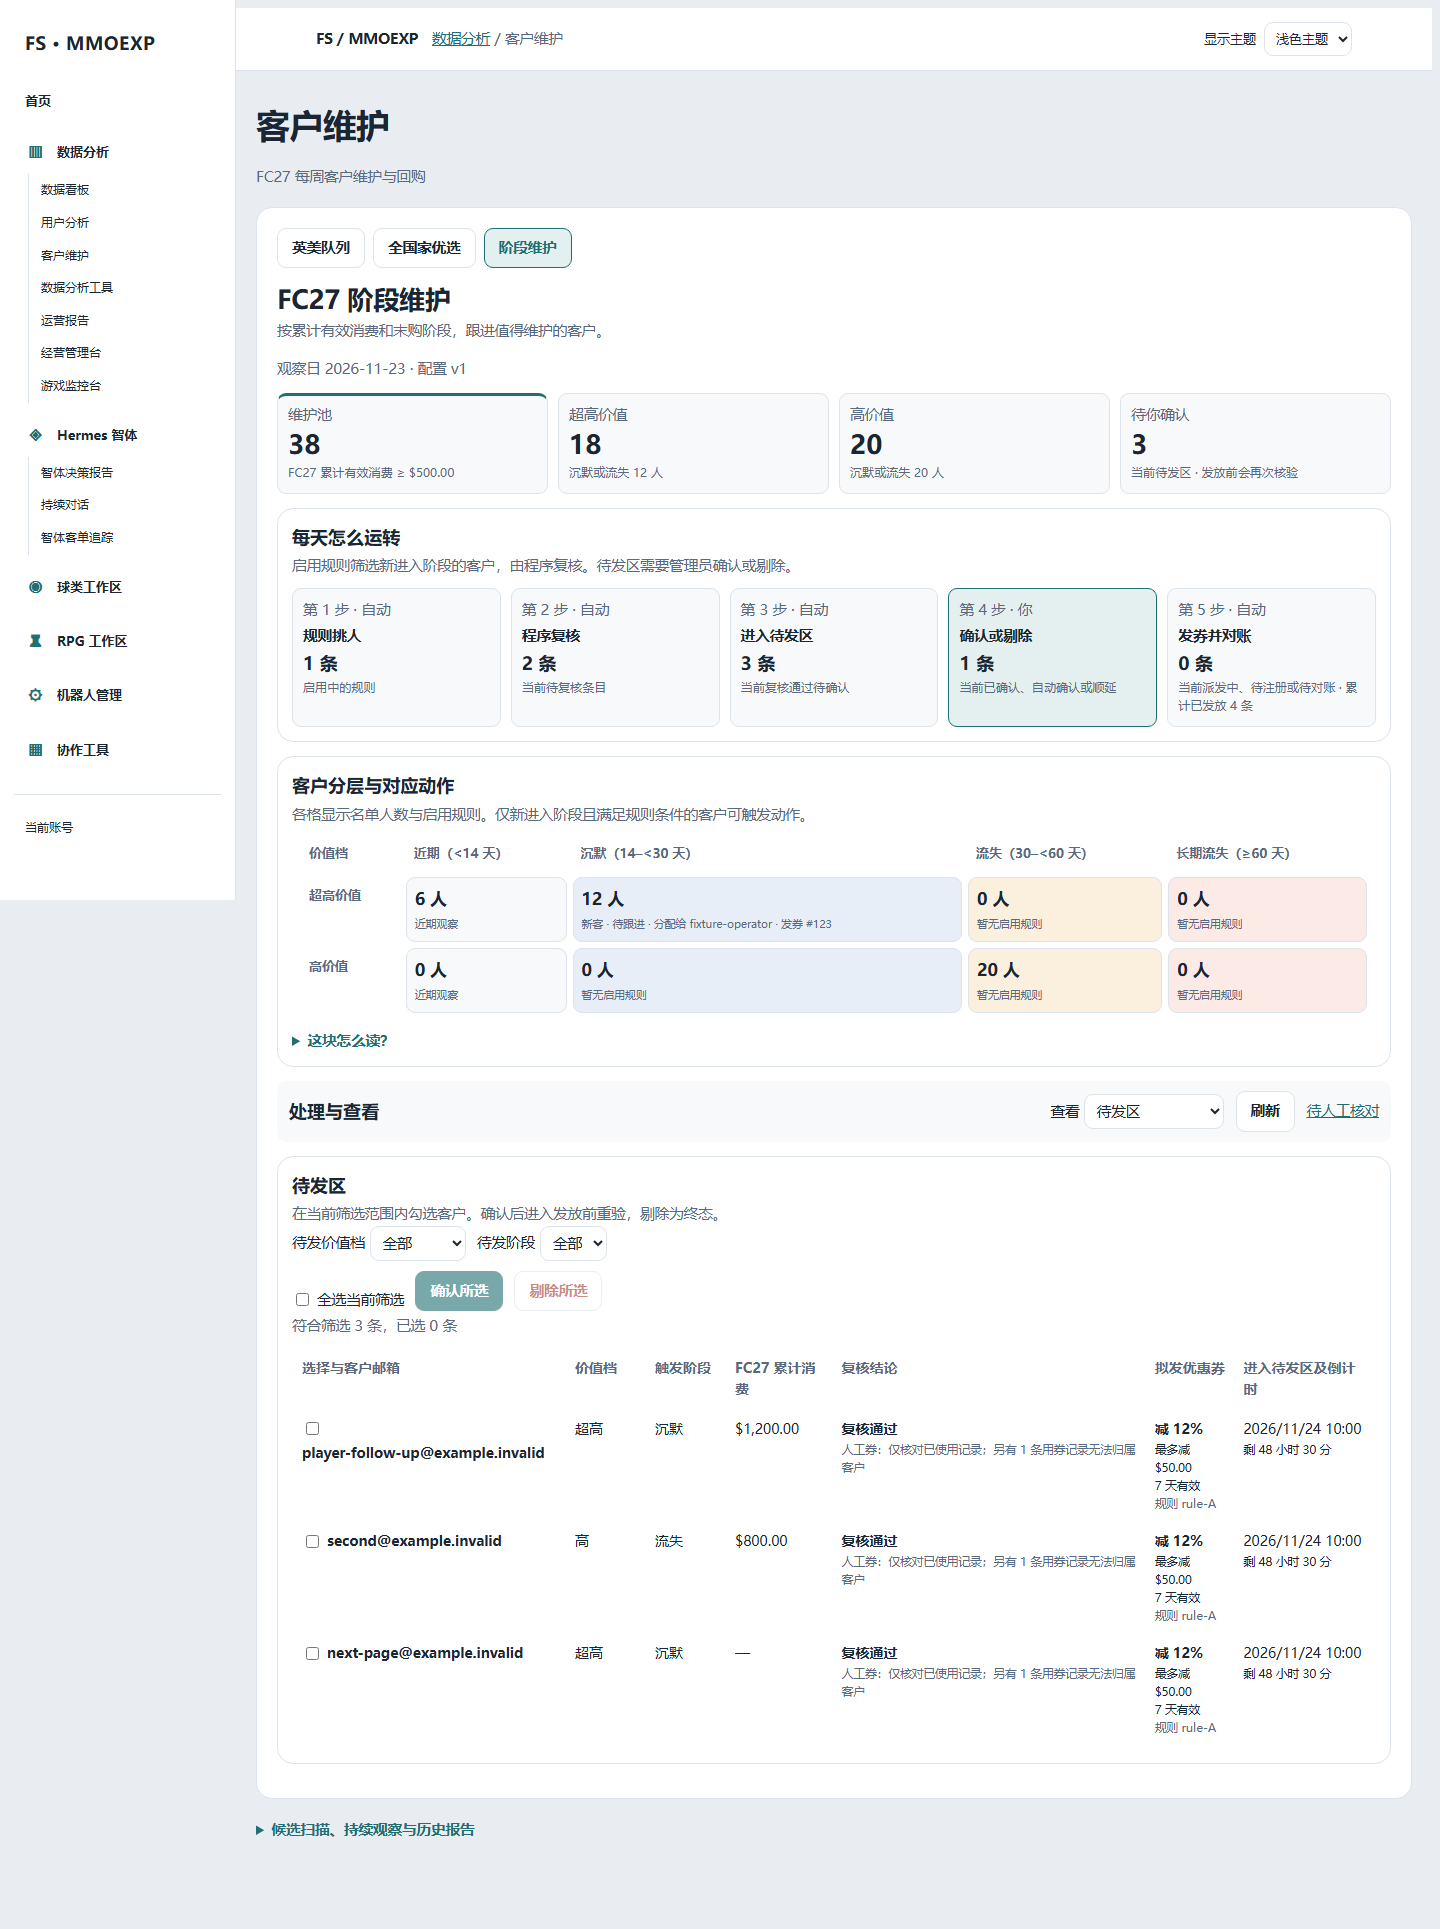 FS • MMOEXP
首页
数据分析
数据看板
用户分析
客户维护
数据分析工具
运营报告
经营管理台
游戏监控台
Hermes 智体
智体决策报告
持续对话
智体客单追踪
球类工作区
RPG 工作区
机器人管理
协作工具
当前账号
FS / MMOEXP 数据分析 / 客户维护
显示主题 浅色主题
客户维护
FC27 每周客户维护与回购
英美队列 全国家优选 阶段维护
FC27 阶段维护
按累计有效消费和未购阶段，跟进值得维护的客户。
观察日 2026-11-23 · 配置 v1
维护池
38
FC27 累计有效消费 ≥ $500.00
超高价值
18
沉默或流失 12 人
高价值
20
沉默或流失 20 人
待你确认
3
当前待发区 · 发放前会再次核验
每天怎么运转
启用规则筛选新进入阶段的客户，由程序复核。待发区需要管理员确认或剔除。
第 1 步 · 自动
规则挑人
1 条
启用中的规则
第 2 步 · 自动
程序复核
2 条
当前待复核条目
第 3 步 · 自动
进入待发区
3 条
当前复核通过待确认
第 4 步 · 你
确认或剔除
1 条
当前已确认、自动确认或顺延
第 5 步 · 自动
发券并对账
0 条
当前派发中、待注册或待对账 · 累
计已发放 4 条
客户分层与对应动作
各格显示名单人数与启用规则。仅新进入阶段且满足规则条件的客户可触发动作。
价值档 近期（<14 天） 沉默（14–<30 天） 流失（30–<60 天） 长期流失（≥60 天）
超高价值
6 人
近期观察
12 人
新客 · 待跟进 · 分配给 fixture-operator · 发券 #123
0 人
暂无启用规则
0 人
暂无启用规则
高价值
0 人
近期观察
0 人
暂无启用规则
20 人
暂无启用规则
0 人
暂无启用规则
这块怎么读?
处理与查看
查看 待发区 刷新 待人工核对
待发区
在当前筛选范围内勾选客户。确认后进入发放前重验，剔除为终态。
待发价值档 全部 待发阶段 全部
全选当前筛选 确认所选 剔除所选
符合筛选 3 条，已选 0 条
选择与客户邮箱 价值档 触发阶段 FC27 累计消 复核结论 拟发优惠券 进入待发区及倒计
费 时
player-follow-up@example.invalid
超高
沉默
$1,200.00
复核通过
人工券：仅核对已使用记录；另有 1 条用券记录无法归属
客户
减 12%
最多减
$50.00
7 天有效
规则 rule-A
2026/11/24 10:00
剩 48 小时 30 分
second@example.invalid
高
流失
$800.00
复核通过
人工券：仅核对已使用记录；另有 1 条用券记录无法归属
客户
减 12%
最多减
$50.00
7 天有效
规则 rule-A
2026/11/24 10:00
剩 48 小时 30 分
next-page@example.invalid
超高
沉默
—
复核通过
人工券：仅核对已使用记录；另有 1 条用券记录无法归属
客户
减 12%
最多减
$50.00
7 天有效
规则 rule-A
2026/11/24 10:00
剩 48 小时 30 分
候选扫描、持续观察与历史报告